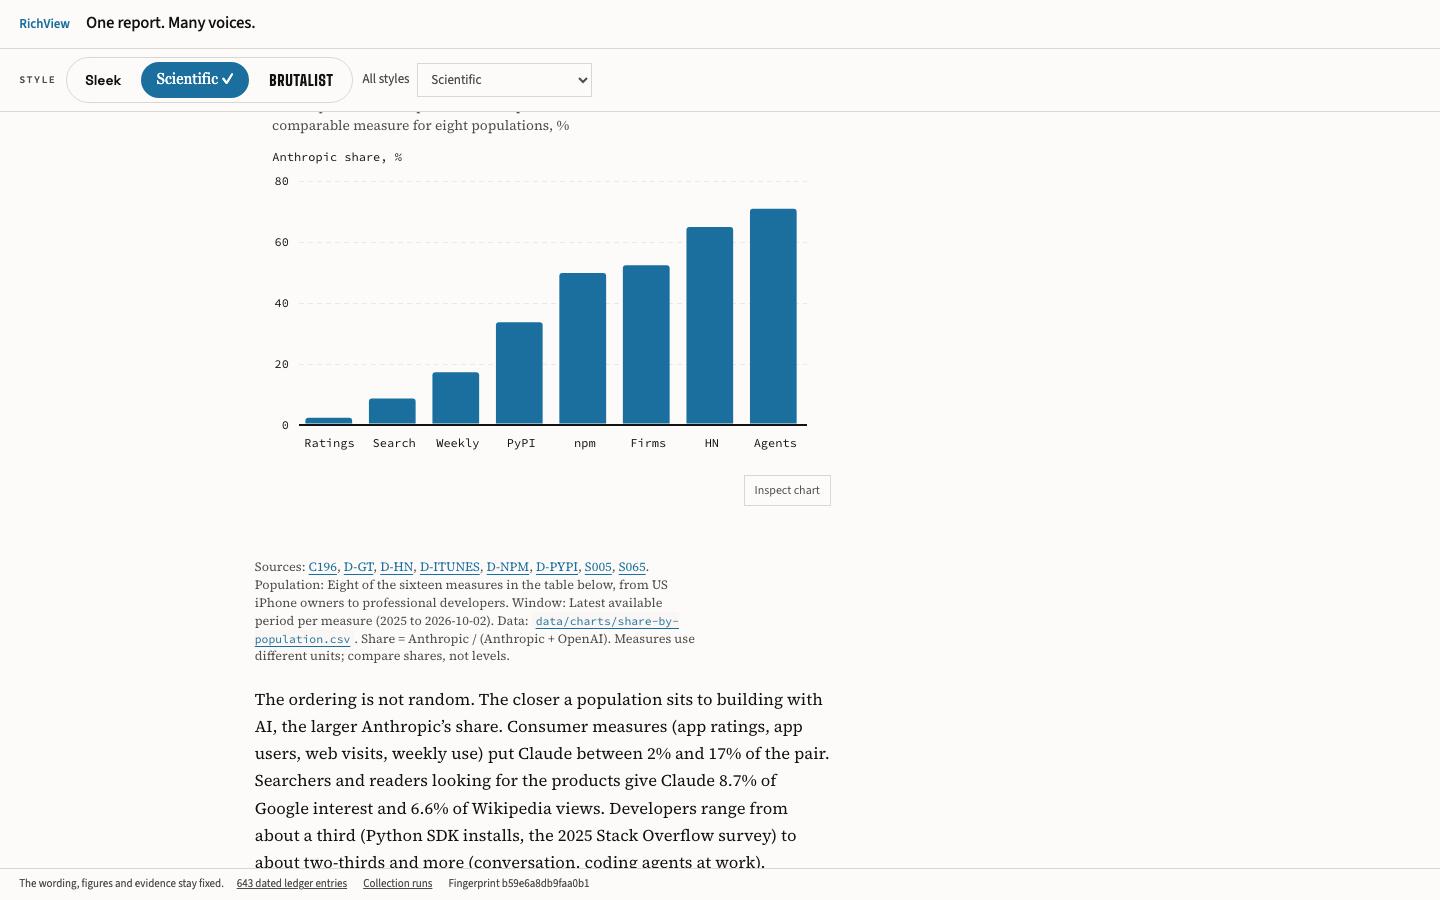 RichView One report. Many voices.
STYLE Sleek Scientific ✓ BRUTALIST All styles Scientific
comparable measure for eight populations, %
Anthropic share, %
80
60
40
20
0
Ratings Search Weekly PyPI npm Firms HN Agents
Inspect chart
Sources: C196, D-GT, D-HN, D-ITUNES, D-NPM, D-PYPI, S005, S065.
Population: Eight of the sixteen measures in the table below, from US
iPhone owners to professional developers. Window: Latest available
period per measure (2025 to 2026-10-02). Data: data/charts/share-by-
population.csv . Share = Anthropic / (Anthropic + OpenAI). Measures use
different units; compare shares, not levels.
The ordering is not random. The closer a population sits to building with
AI, the larger Anthropic’s share. Consumer measures (app ratings, app
users, web visits, weekly use) put Claude between 2% and 17% of the pair.
Searchers and readers looking for the products give Claude 8.7% of
Google interest and 6.6% of Wikipedia views. Developers range from
about a third (Python SDK installs, the 2025 Stack Overflow survey) to
about two-thirds and more (conversation, coding agents at work).
The wording, figures and evidence stay fixed. 643 dated ledger entries Collection runs Fingerprint b59e6a8db9faa0b1